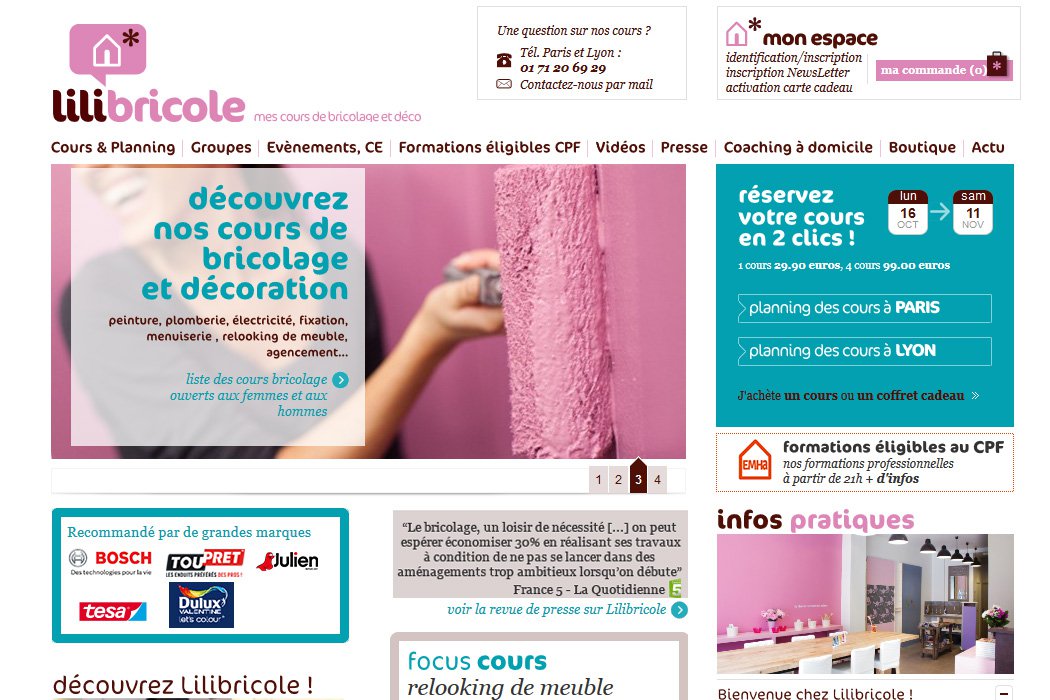 Une question sur nos cours ?
Tél. Paris et Lyon :
01 71 20 69 29
Contactez-nous par mail
mon espace
identification/inscription
inscription NewsLetter
activation carte cadeau
ma commande (0)
lilibricole mes cours de bricolage et déco
Cours & Planning Groupes Evènements, CE Formations éligibles CPF Vidéos Presse Coaching à domicile Boutique Actu
découvrez
nos cours de
bricolage
et décoration
peinture, plomberie, électricité, fixation,
menuiserie , relooking de meuble,
agencement...
liste des cours bricolage
ouverts aux femmes et aux
hommes
1 2 3 4
réservez
votre cours
en 2 clics !
lun
16
OCT
sam
11
NOV
1 cours 29.90 euros, 4 cours 99.00 euros
planning des cours à PARIS
planning des cours à LYON
J'achète un cours ou un coffret cadeau
EMHa
formations éligibles au CPF
nos formations professionnelles
à partir de 21h + d'infos
Recommandé par de grandes marques
BOSCH
Des technologies pour la vie
TOUPRET
LES ENDUITS PRÉFÉRÉS DES PROS !
Julien
tesa
Dulux
VALENTINE
let's colour
“Le bricolage, un loisir de nécessité [...] on peut
espérer économiser 30% en réalisant ses travaux
à condition de ne pas se lancer dans des
aménagements trop ambitieux lorsqu'on débute”
France 5 - La Quotidienne 5
voir la revue de presse sur Lilibricole
infos pratiques
focus cours
relooking de meuble
découvrez Lilibricole !
Bienvenue chez Lilibricole !